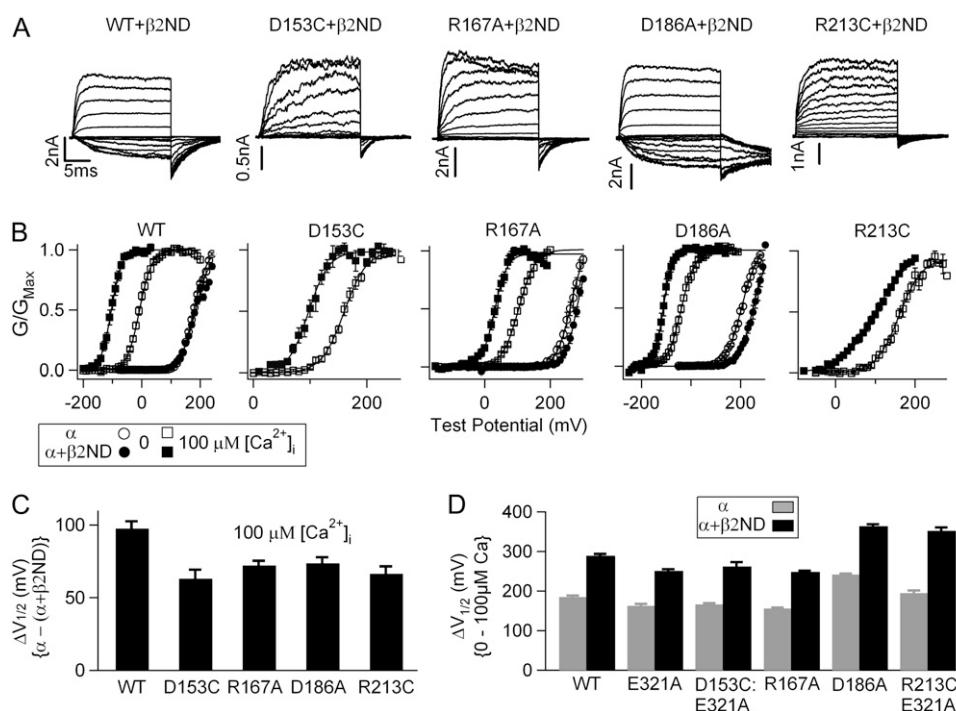 A
WT+β2ND D153C+β2ND R167A+β2ND D186A+β2ND R213C+β2ND
2nA
5ms
0.5nA
2nA
2nA
1nA
B
WT D153C R167A D186A R213C
G/GMax
1.0
0.5
0.0
-200 0 200 0 200 0 200 -200 0 200 0 200
Test Potential (mV)
α ○ 0 □ 100 μM [Ca2+]i
α+β2ND ● ■
C
100 μM [Ca2+]i
ΔV1/2 (mV)
{α – (α+β2ND)}
100
50
0
WT D153C R167A D186A R213C
D
α
α+β2ND
ΔV1/2 (mV)
{0 - 100μM Ca}
400
300
200
100
0
WT E321A D153C:E321A R167A D186A R213C:E321A